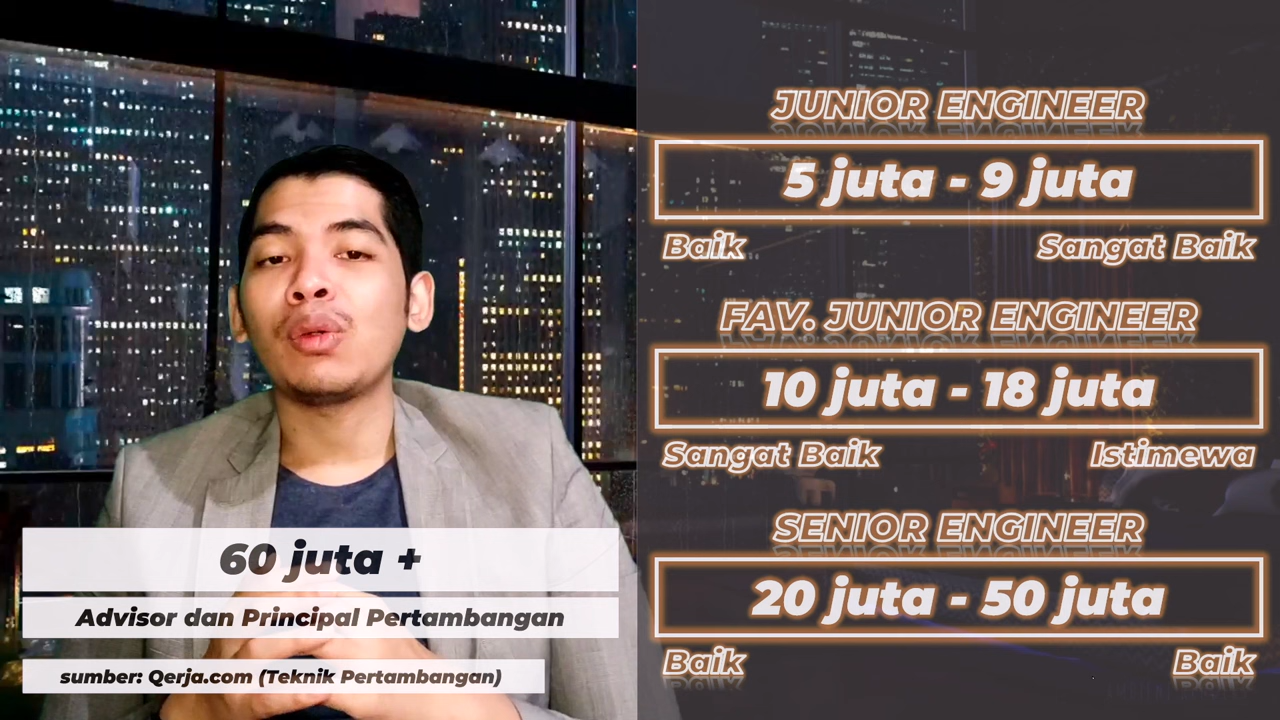 60 juta +
Advisor dan Principal Pertambangan
sumber: Qerja.com (Teknik Pertambangan)
JUNIOR ENGINEER
5 juta - 9 juta
Baik Sangat Baik
FAV. JUNIOR ENGINEER
10 juta - 18 juta
Sangat Baik Istimewa
SENIOR ENGINEER
20 juta - 50 juta
Baik Baik